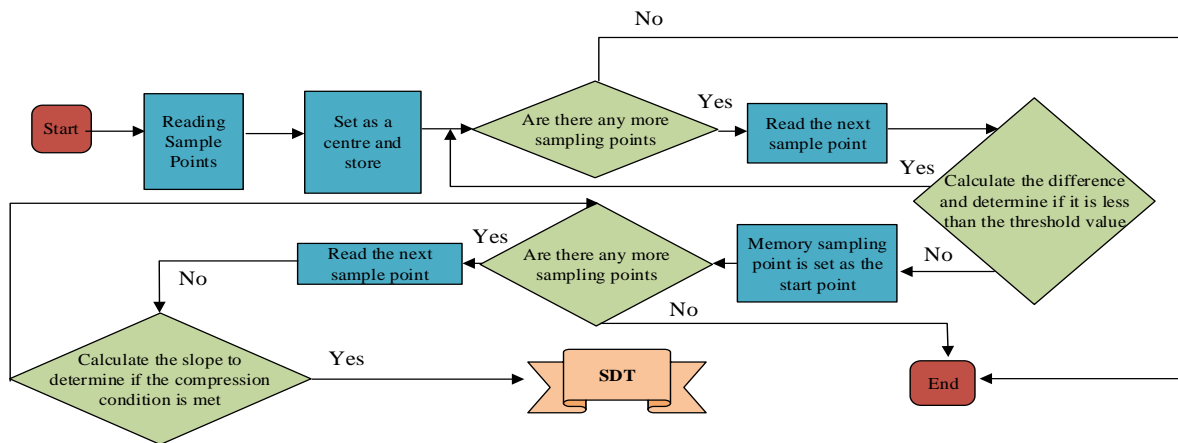 No
Start
Reading
Sample
Points
Set as a
centre and
store
Are there any more
sampling points
Yes
Read the next
sample point
Yes
Calculate the difference
and determine if it is less
than the threshold value
No
Memory sampling
point is set as the
start point
Are there any more
sampling points
Yes
Read the next
sample point
No
No
Calculate the slope to
determine if the compression
condition is met
Yes
SDT
End